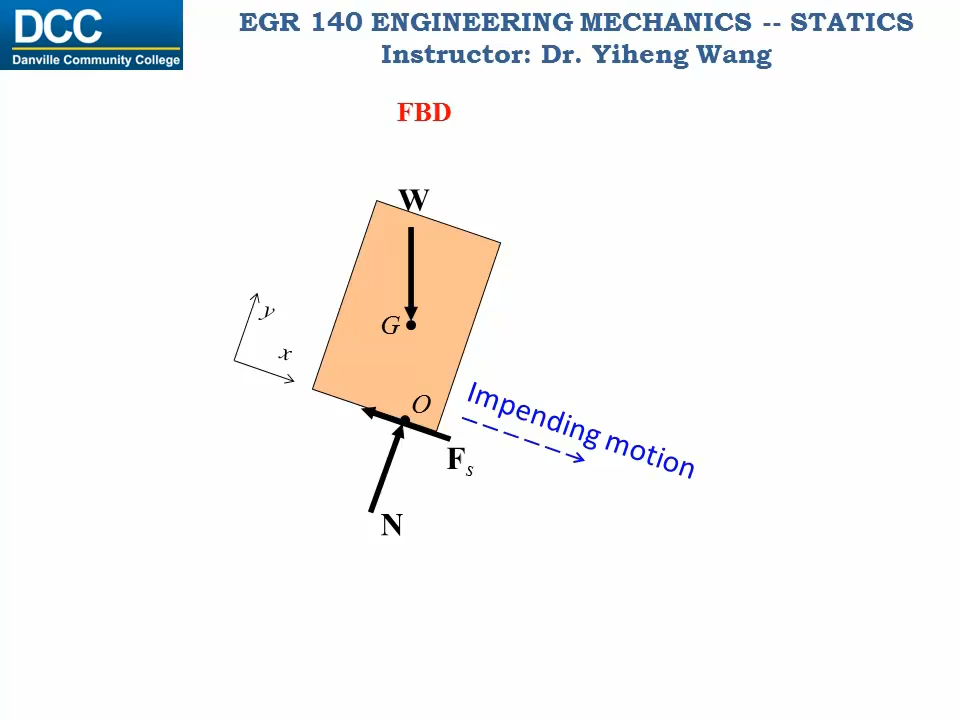 DCC
Danville Community College
EGR 140 ENGINEERING MECHANICS -- STATICS
Instructor: Dr. Yiheng Wang
FBD
W
G
y
x
O
Impending motion
Fs
N